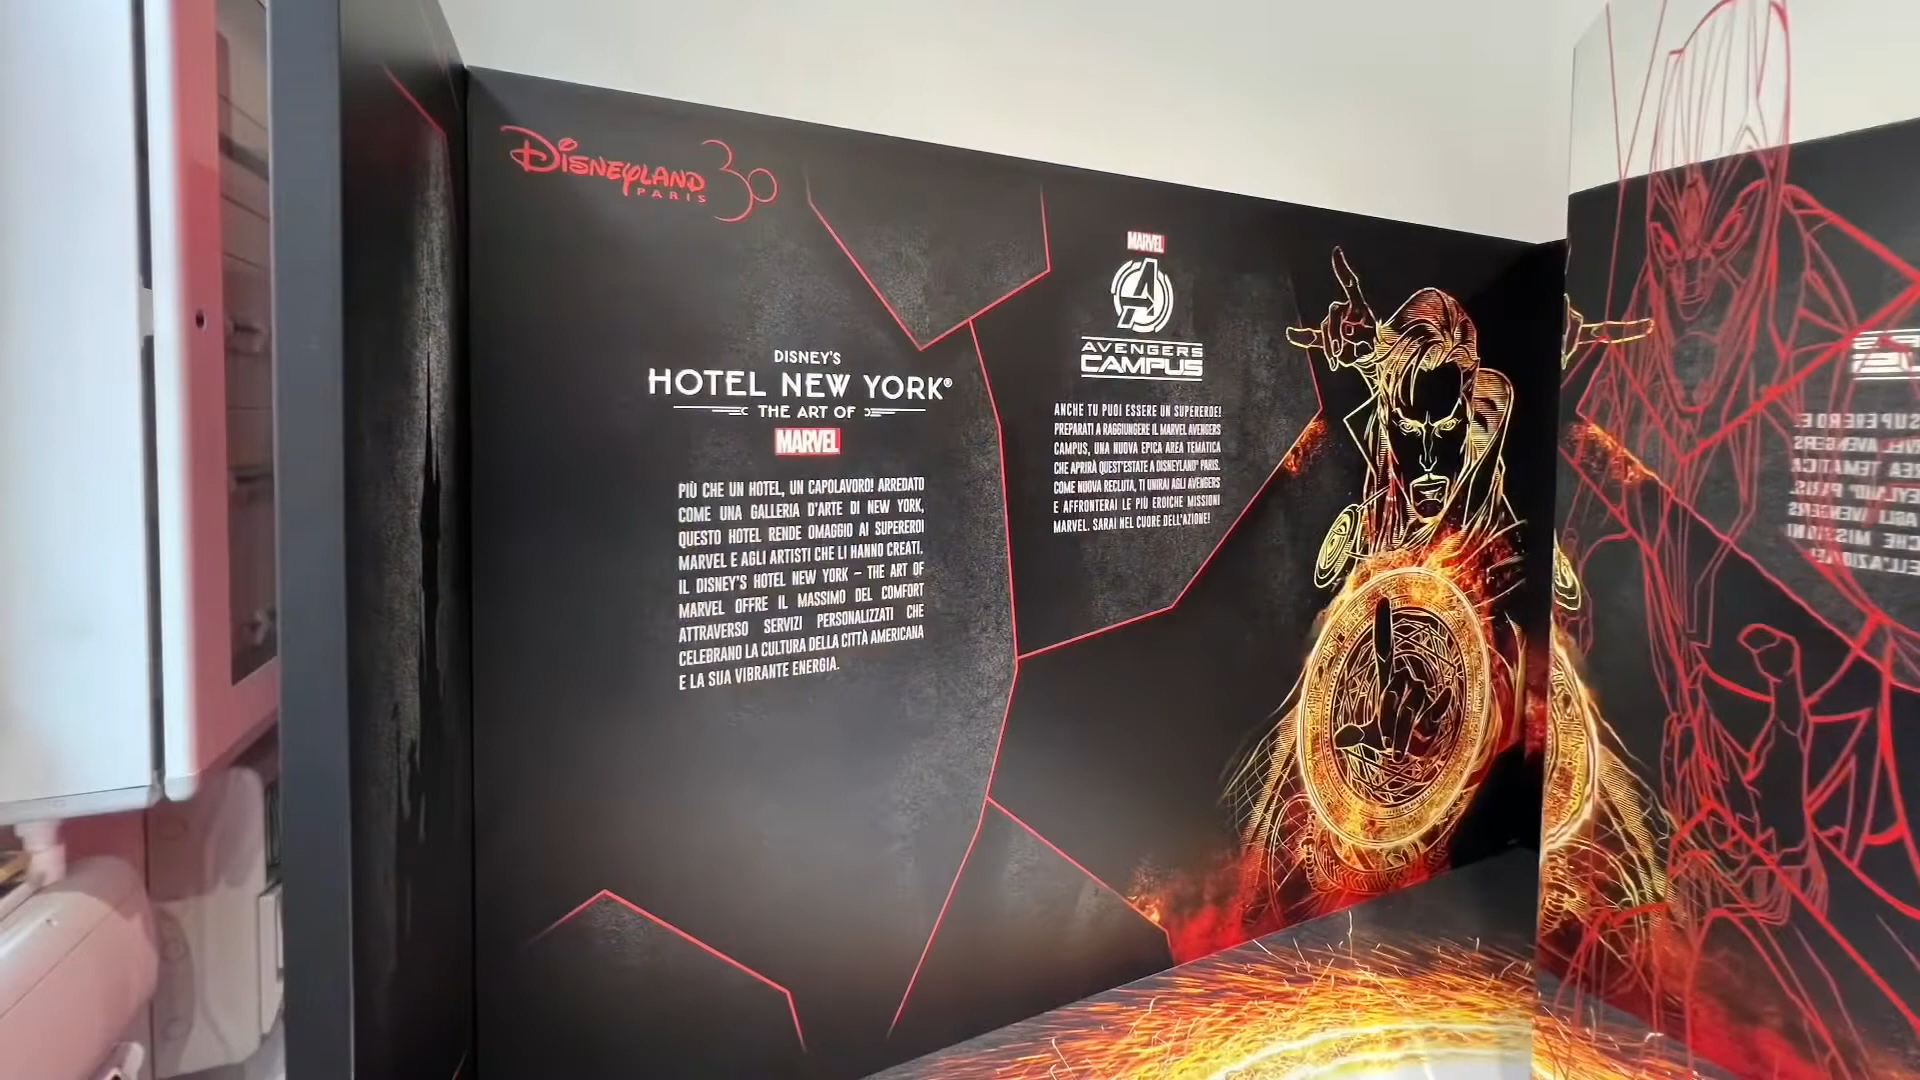 DISNEYLAND 30
PARIS
DISNEY'S
HOTEL NEW YORK®
THE ART OF
MARVEL
PIÙ CHE UN HOTEL, UN CAPOLAVORO! ARREDATO
COME UNA GALLERIA D'ARTE DI NEW YORK,
QUESTO HOTEL RENDE OMAGGIO AI SUPEREROI
MARVEL E AGLI ARTISTI CHE LI HANNO CREATI.
IL DISNEY'S HOTEL NEW YORK – THE ART OF
MARVEL OFFRE IL MASSIMO DEL COMFORT
ATTRAVERSO SERVIZI PERSONALIZZATI CHE
CELEBRANO LA CULTURA DELLA CITTÀ AMERICANA
E LA SUA VIBRANTE ENERGIA.
MARVEL
AVENGERS
CAMPUS
ANCHE TU PUOI ESSERE UN SUPEREROE!
PREPARATI A RAGGIUNGERE IL MARVEL AVENGERS
CAMPUS, UNA NUOVA EPICA AREA TEMATICA
CHE APRIRÀ QUEST'ESTATE A DISNEYLAND® PARIS.
COME NUOVA RECLUTA, TI UNIRAI AGLI AVENGERS
E AFFRONTERAI LE PIÙ EROICHE MISSIONI
MARVEL. SARAI NEL CUORE DELL'AZIONE!